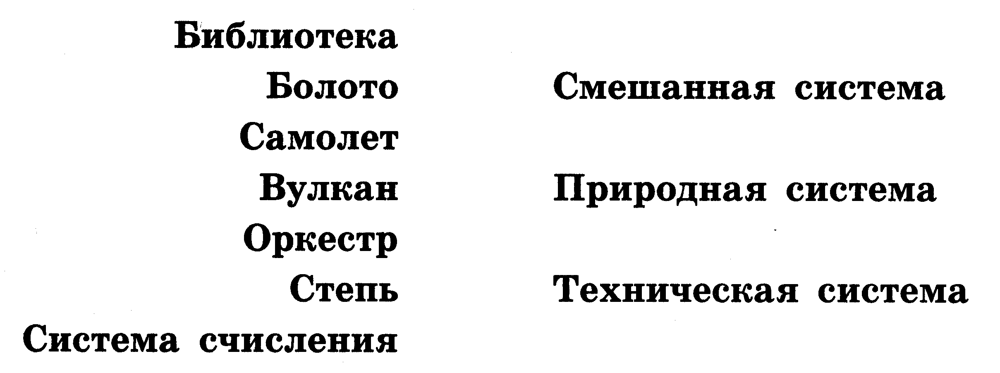 Библиотека
Болото
Смешанная система
Самолет
Вулкан
Природная система
Оркестр
Степь
Техническая система
Система счисления